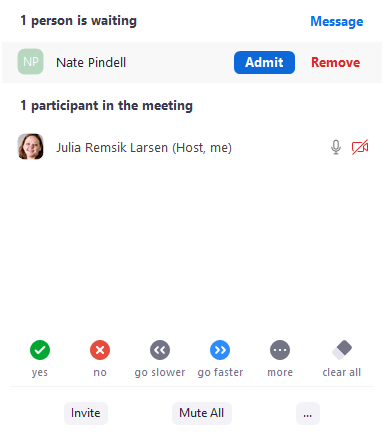 1 person is waiting Message
NP Nate Pindell Admit Remove
1 participant in the meeting
Julia Remsik Larsen (Host, me)
yes no go slower go faster more clear all
Invite Mute All ...